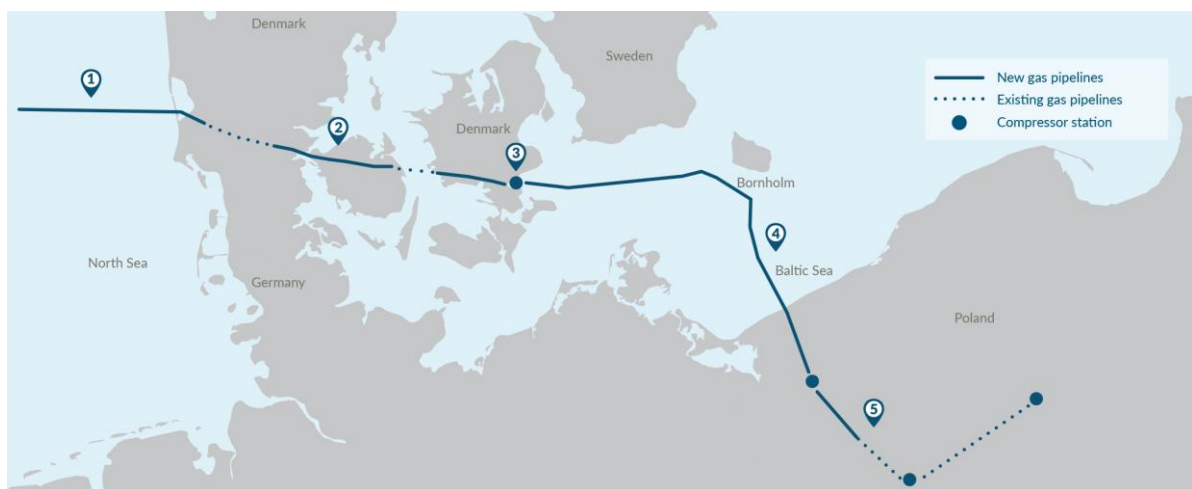 Denmark
Sweden
New gas pipelines
Existing gas pipelines
Compressor station
1
2
Denmark
3
Bornholm
4
North Sea
Baltic Sea
Germany
Poland
5